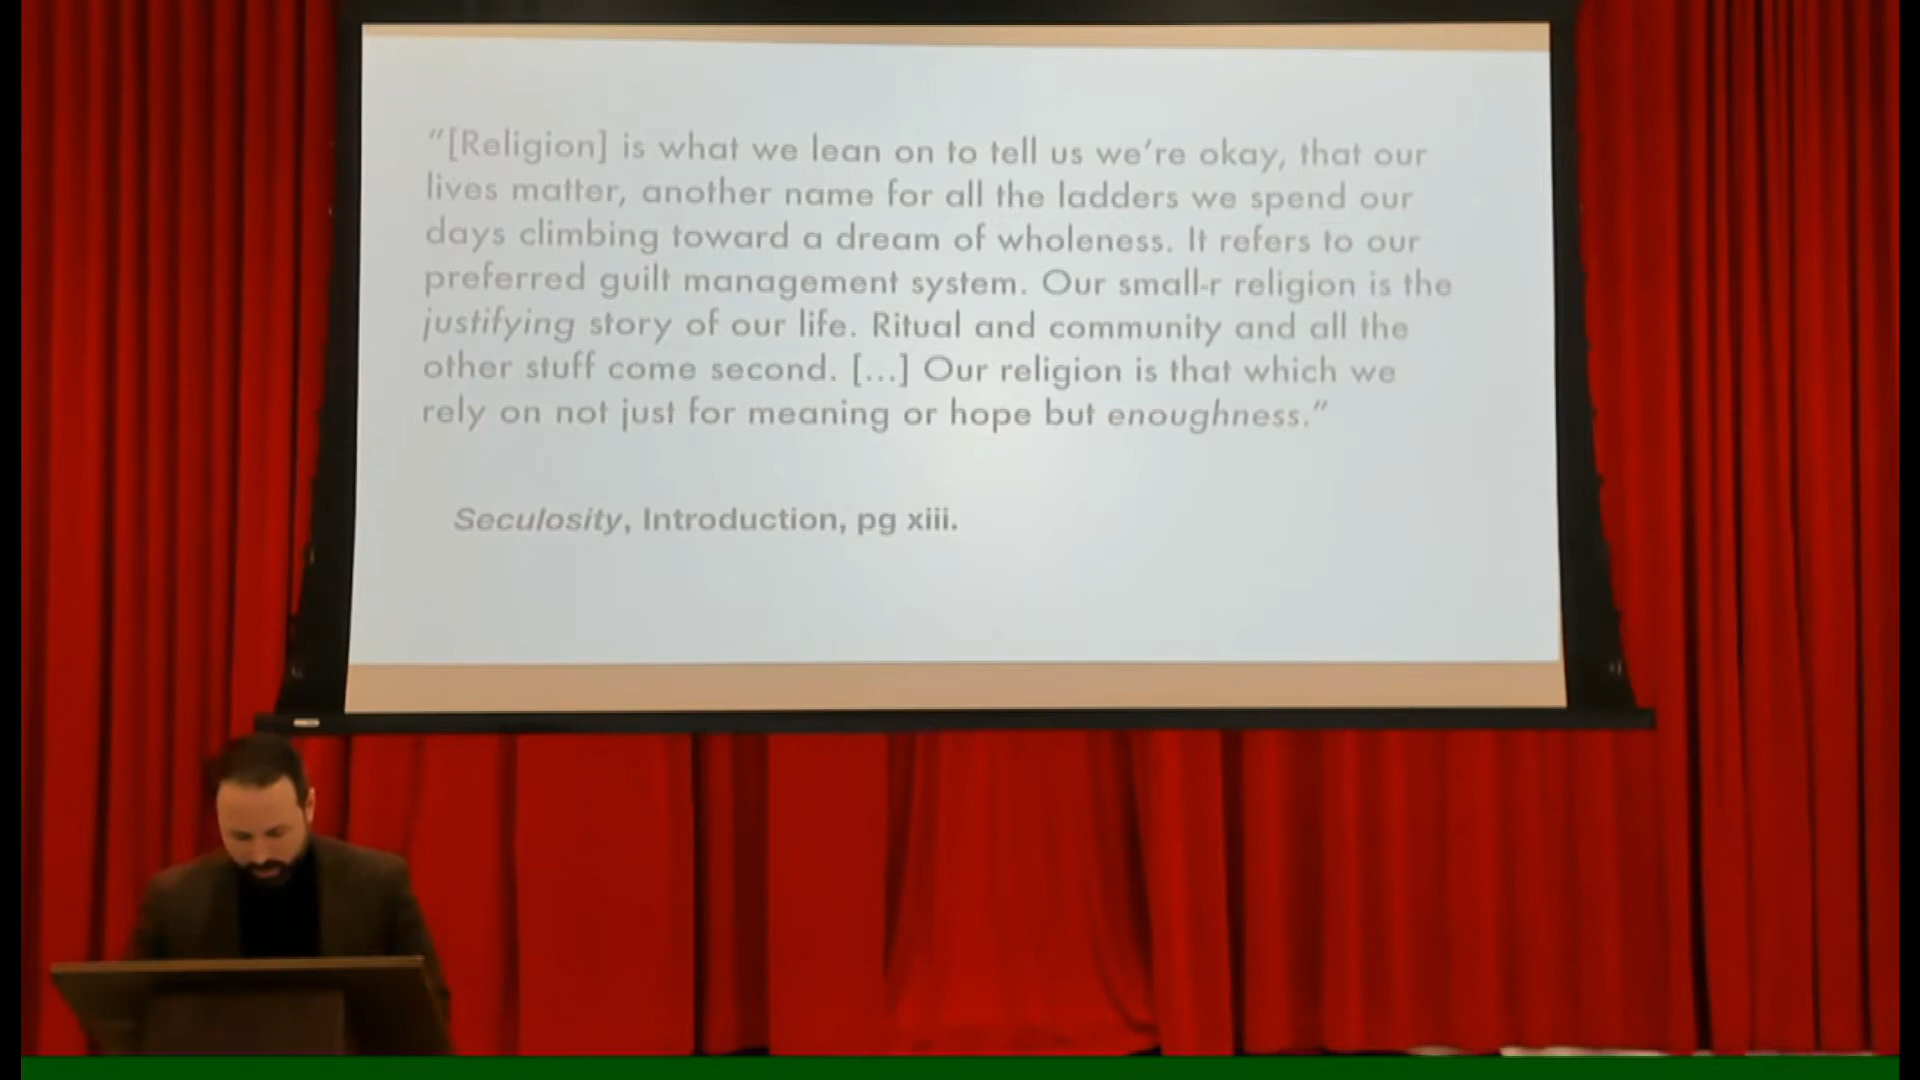 “[Religion] is what we lean on to tell us we’re okay, that our
lives matter, another name for all the ladders we spend our
days climbing toward a dream of wholeness. It refers to our
preferred guilt management system. Our small-r religion is the
justifying story of our life. Ritual and community and all the
other stuff come second. [...] Our religion is that which we
rely on not just for meaning or hope but enoughness.”
Seculosity, Introduction, pg xiii.